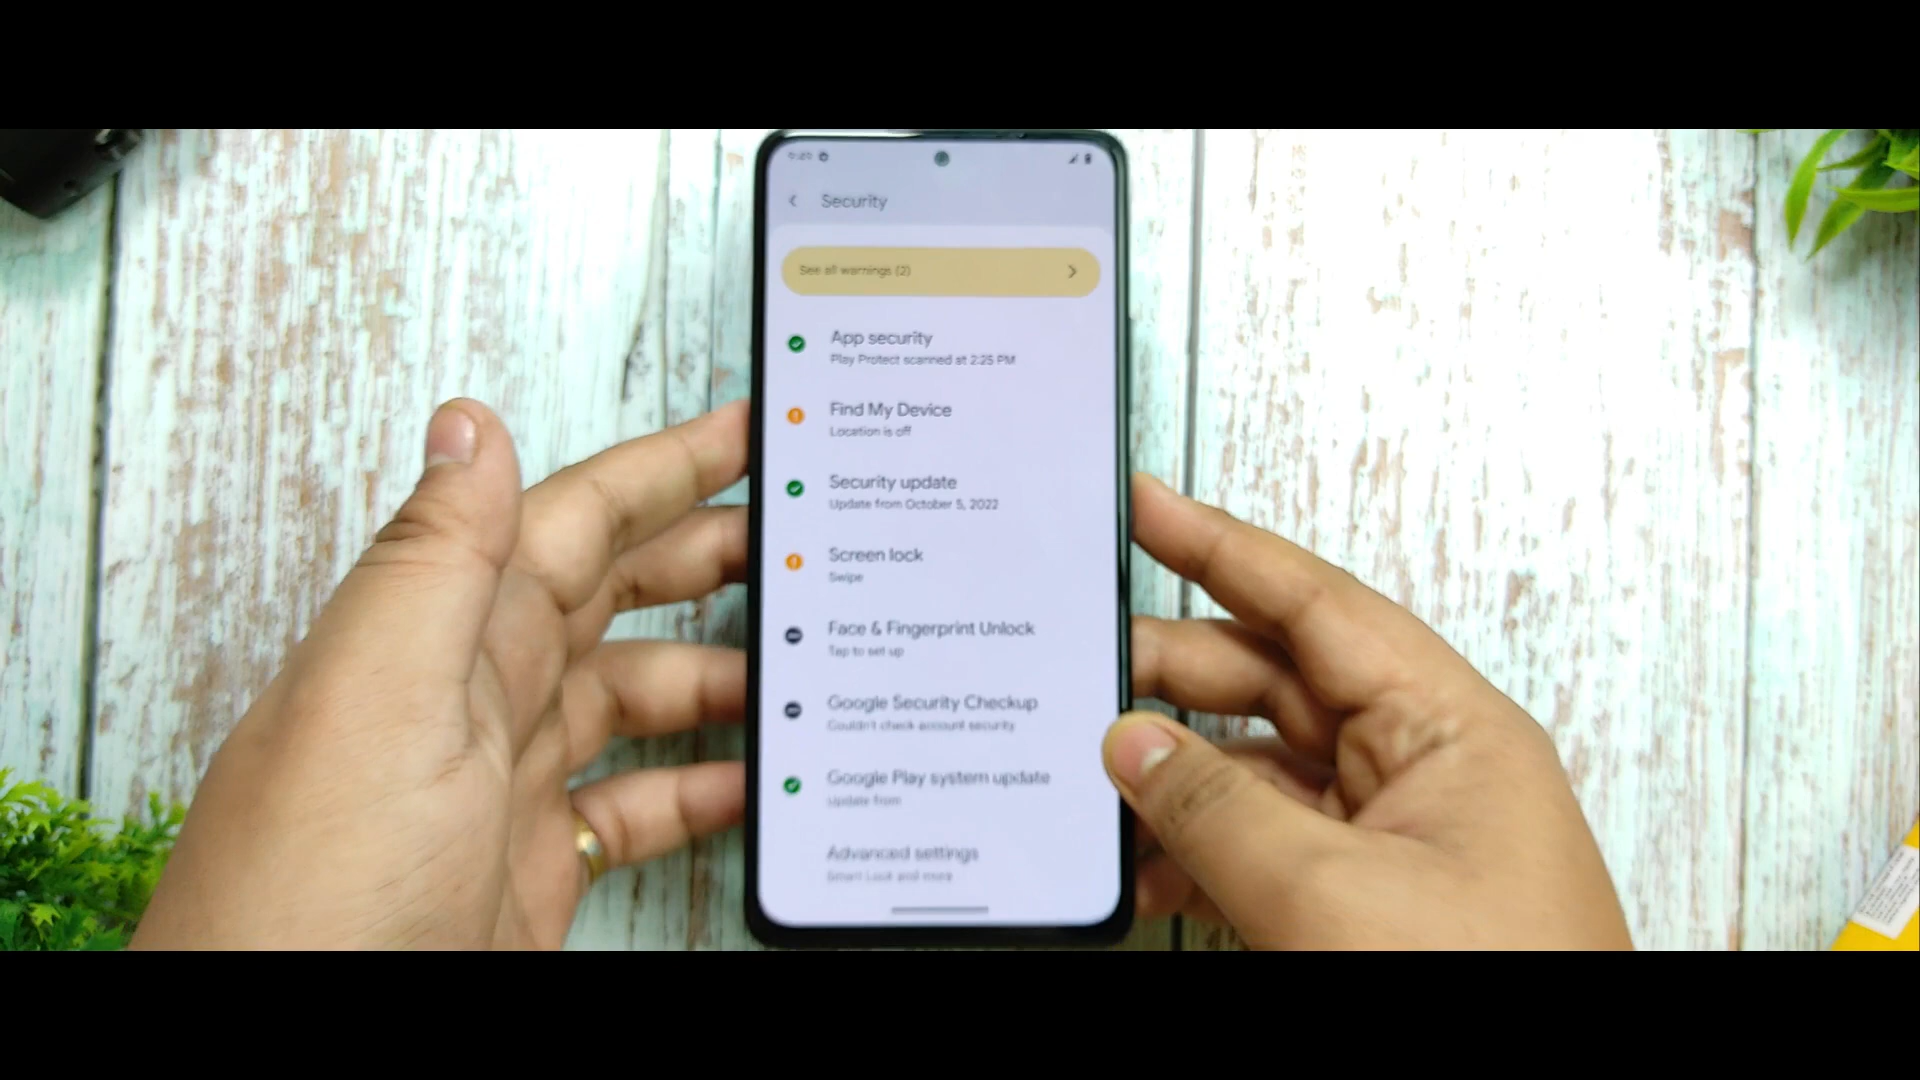 Security
See all warnings (2)
App security
Play Protect scanned at 2:25 PM
Find My Device
Location is off
Security update
Update from October 5, 2022
Screen lock
Swipe
Face & Fingerprint Unlock
Tap to set up
Google Security Checkup
Couldn't check account security
Google Play system update
Update from
Advanced settings
Smart Lock and more